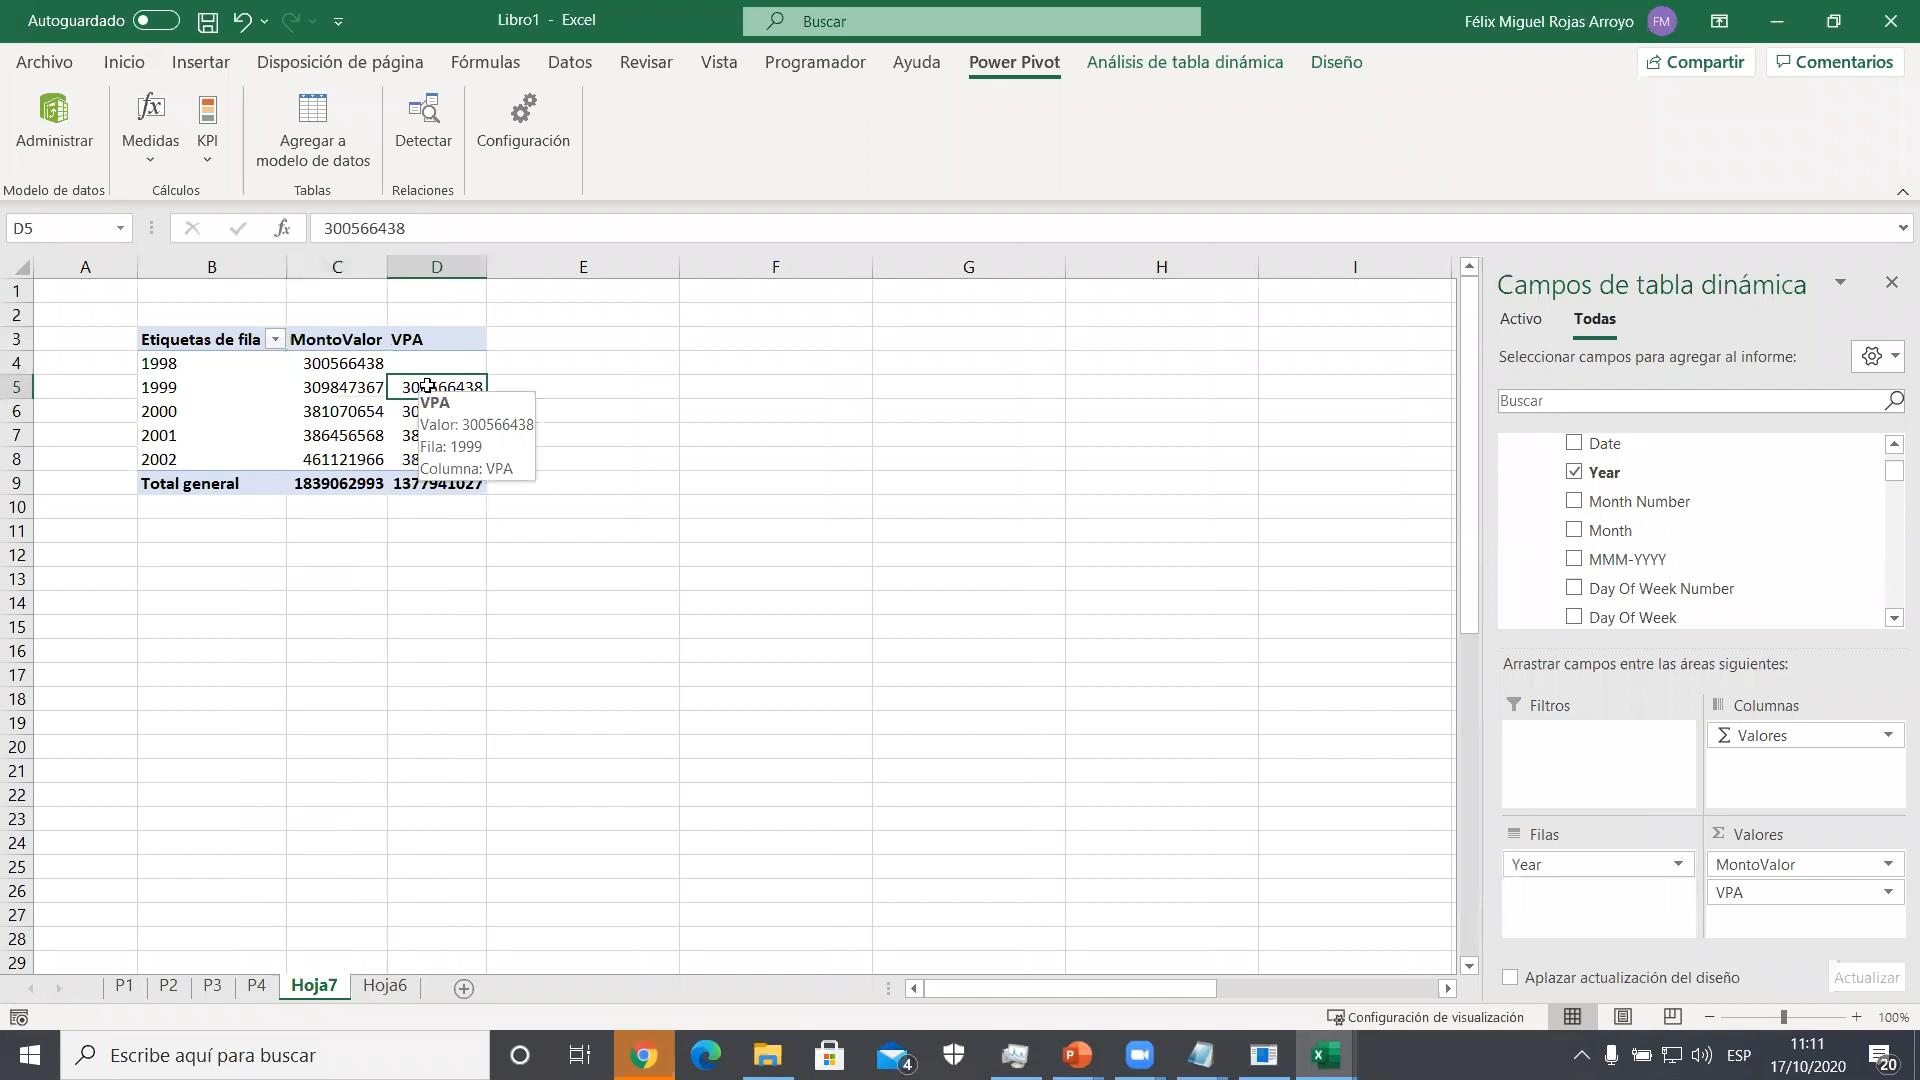 Autoguardado
Libro1 - Excel
Buscar
Félix Miguel Rojas Arroyo
FM
Archivo
Inicio
Insertar
Disposición de página
Fórmulas
Datos
Revisar
Vista
Programador
Ayuda
Power Pivot
Análisis de tabla dinámica
Diseño
Compartir
Comentarios
Administrar
Medidas
KPI
Agregar a
modelo de datos
Detectar
Configuración
Modelo de datos
Cálculos
Tablas
Relaciones
D5
fx
300566438
A B C D E F G H I
1
2
3 Etiquetas de fila MontoValor VPA
4 1998 300566438
5 1999 309847367 300566438
6 2000 381070654 30
7 2001 386456568 38
8 2002 461121966 38
9 Total general 1839062993 1377941027
VPA
Valor: 300566438
Fila: 1999
Columna: VPA
10
11
12
13
14
15
16
17
18
19
20
21
22
23
24
25
26
27
28
29
Campos de tabla dinámica
Activo
Todas
Seleccionar campos para agregar al informe:
Buscar
Date
Year
Month Number
Month
MMM-YYYY
Day Of Week Number
Day Of Week
Arrastrar campos entre las áreas siguientes:
Filtros
Columnas
Σ Valores
Filas
Σ Valores
Year
MontoValor
VPA
Aplazar actualización del diseño
Actualizar
P1
P2
P3
P4
Hoja7
Hoja6
Configuración de visualización
100%
Escribe aquí para buscar
4
ESP
11:11
17/10/2020
20